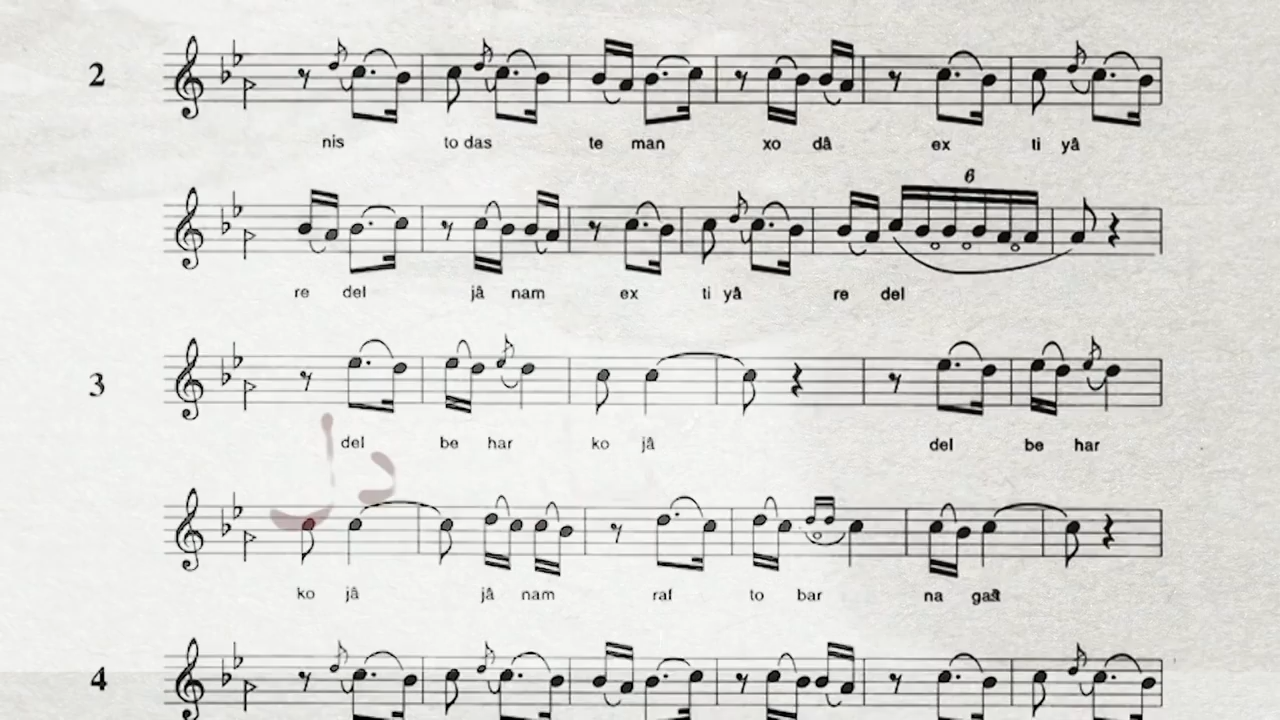 2
nis to das te man xo dâ ex ti yâ
6
re del jâ nam ex ti yâ re del
3
del be har ko jâ del be har
دل
ko jâ jâ nam raf to bar na gašt
4